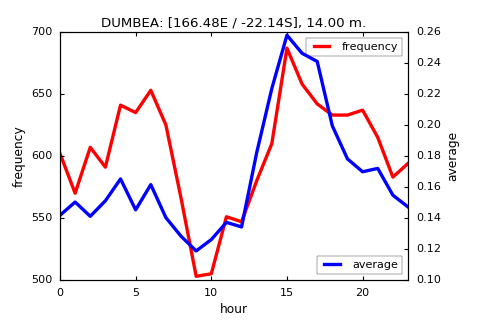 DUMBEA: [166.48E / -22.14S], 14.00 m.
700 0.26
frequency
0.24
650 0.22
0.20
frequency 600 0.18 average
0.16
550 0.14
0.12
average
500 0.10
0 5 10 15 20
hour